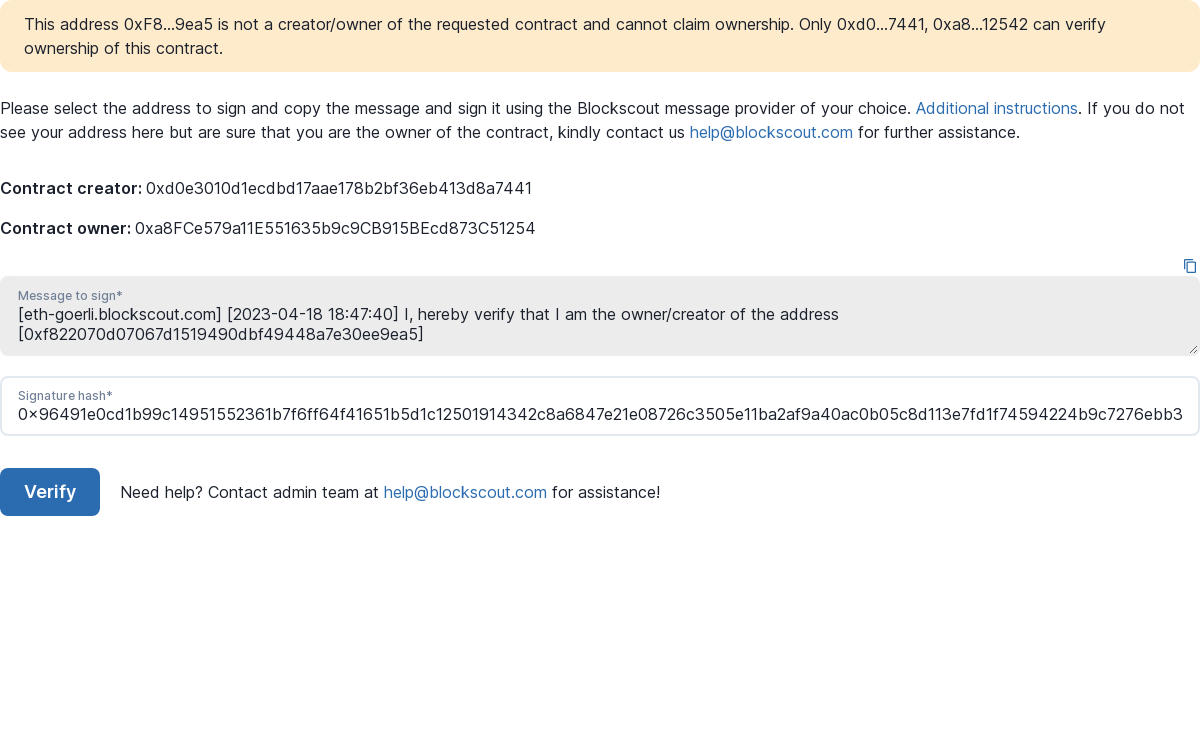 This address 0xF8...9ea5 is not a creator/owner of the requested contract and cannot claim ownership. Only 0xd0...7441, 0xa8...12542 can verify
ownership of this contract.
Please select the address to sign and copy the message and sign it using the Blockscout message provider of your choice. Additional instructions. If you do not
see your address here but are sure that you are the owner of the contract, kindly contact us help@blockscout.com for further assistance.
Contract creator: 0xd0e3010d1ecdbd17aae178b2bf36eb413d8a7441
Contract owner: 0xa8FCe579a11E551635b9c9CB915BEcd873C51254
Message to sign*
[eth-goerli.blockscout.com] [2023-04-18 18:47:40] I, hereby verify that I am the owner/creator of the address
[0xf822070d07067d1519490dbf49448a7e30ee9ea5]
Signature hash*
0x96491e0cd1b99c14951552361b7f6ff64f41651b5d1c12501914342c8a6847e21e08726c3505e11ba2af9a40ac0b05c8d113e7fd1f74594224b9c7276ebb3
Verify
Need help? Contact admin team at help@blockscout.com for assistance!